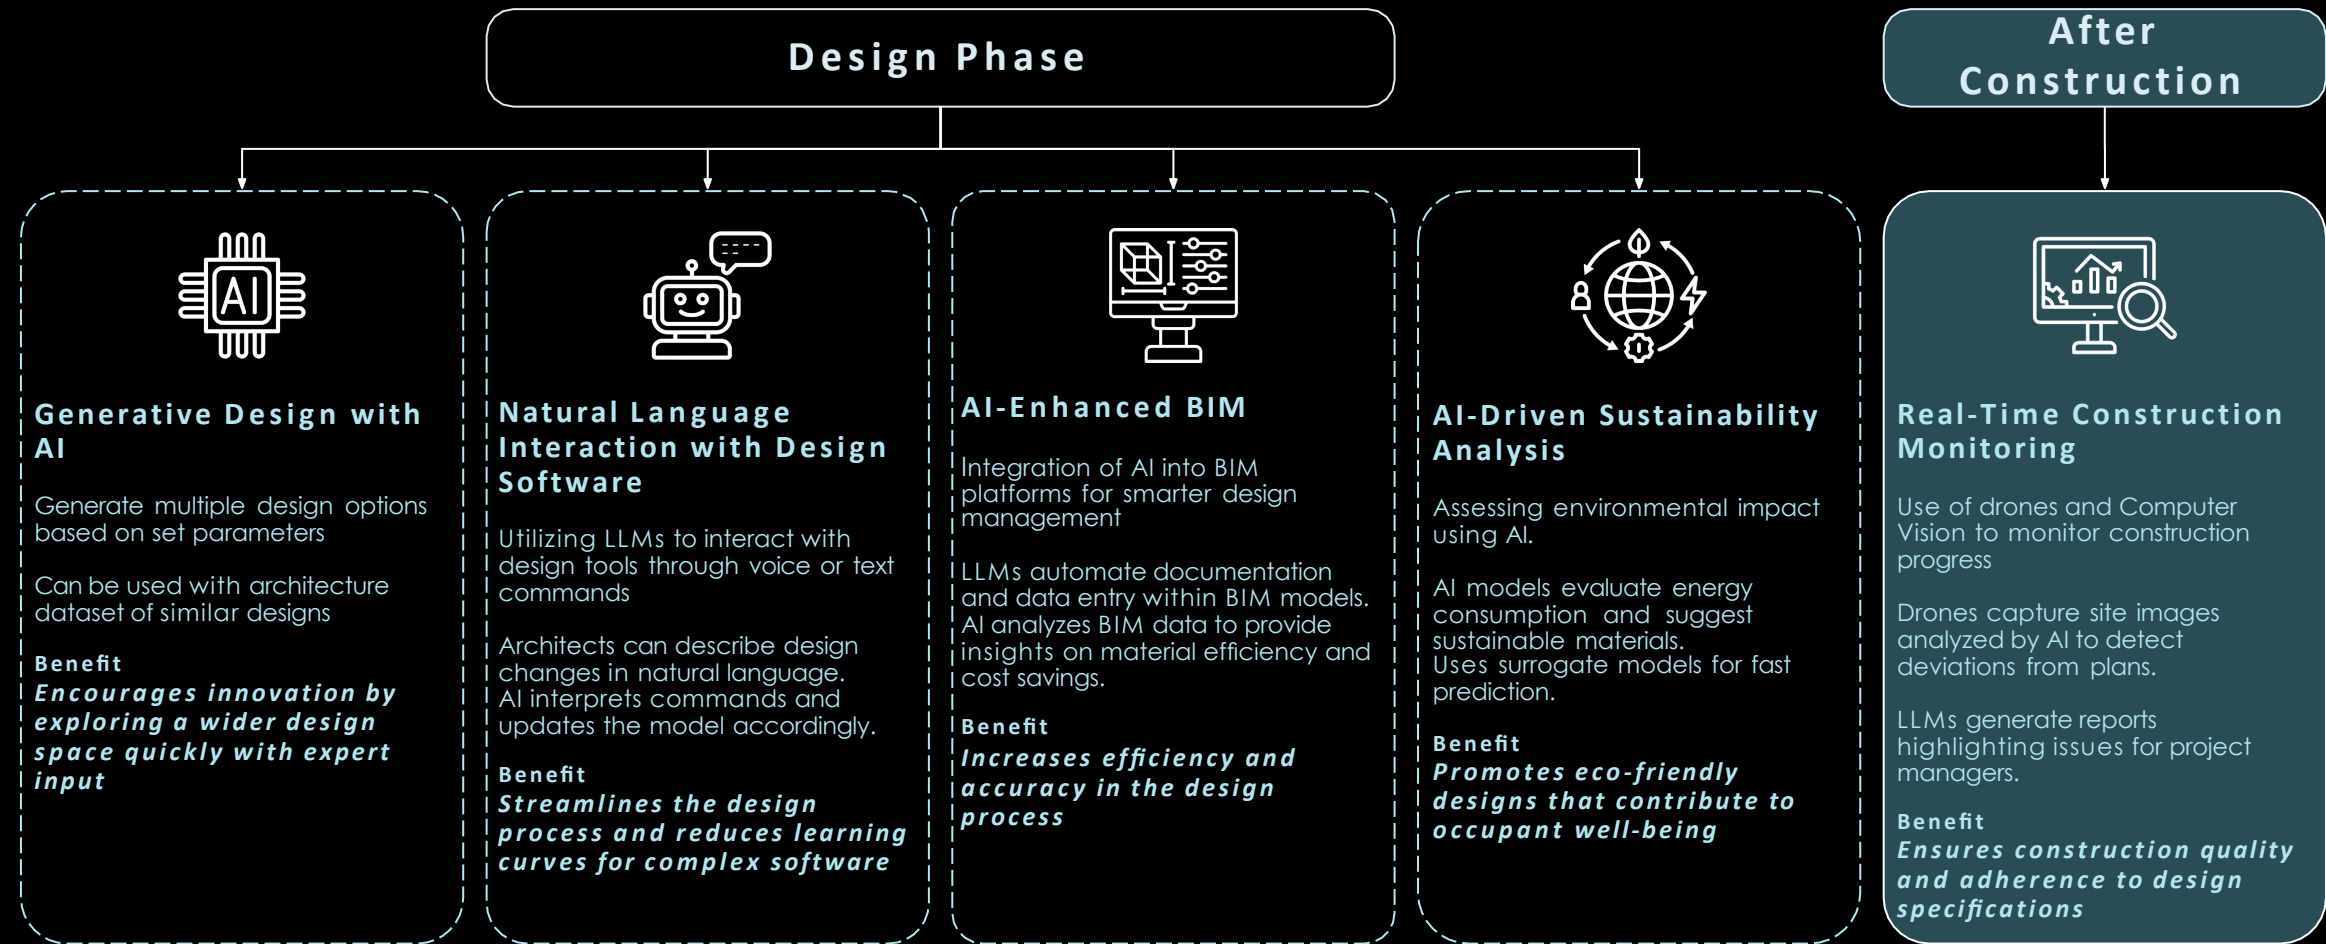 Design Phase
After
Construction
AI
Generative Design with
AI
Generate multiple design options
based on set parameters
Can be used with architecture
dataset of similar designs
Benefit
Encourages innovation by
exploring a wider design
space quickly with expert
input
Natural Language
Interaction with Design
Software
Utilizing LLMs to interact with
design tools through voice or text
commands
Architects can describe design
changes in natural language.
AI interprets commands and
updates the model accordingly.
Benefit
Streamlines the design
process and reduces learning
curves for complex software
AI-Enhanced BIM
Integration of AI into BIM
platforms for smarter design
management
LLMs automate documentation
and data entry within BIM models.
AI analyzes BIM data to provide
insights on material efficiency and
cost savings.
Benefit
Increases efficiency and
accuracy in the design
process
AI-Driven Sustainability
Analysis
Assessing environmental impact
using AI.
AI models evaluate energy
consumption and suggest
sustainable materials.
Uses surrogate models for fast
prediction.
Benefit
Promotes eco-friendly
designs that contribute to
occupant well-being
Real-Time Construction
Monitoring
Use of drones and Computer
Vision to monitor construction
progress
Drones capture site images
analyzed by AI to detect
deviations from plans.
LLMs generate reports
highlighting issues for project
managers.
Benefit
Ensures construction quality
and adherence to design
specifications